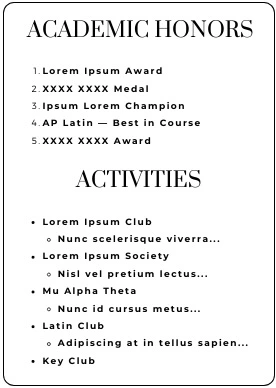 ACADEMIC HONORS
1. Lorem Ipsum Award
2. XXXX XXXX Medal
3. Ipsum Lorem Champion
4. AP Latin — Best in Course
5. XXXX XXXX Award
ACTIVITIES
• Lorem Ipsum Club
◦ Nunc scelerisque viverra...
• Lorem Ipsum Society
◦ Nisl vel pretium lectus...
• Mu Alpha Theta
◦ Nunc id cursus metus...
• Latin Club
◦ Adipiscing at in tellus sapien...
• Key Club